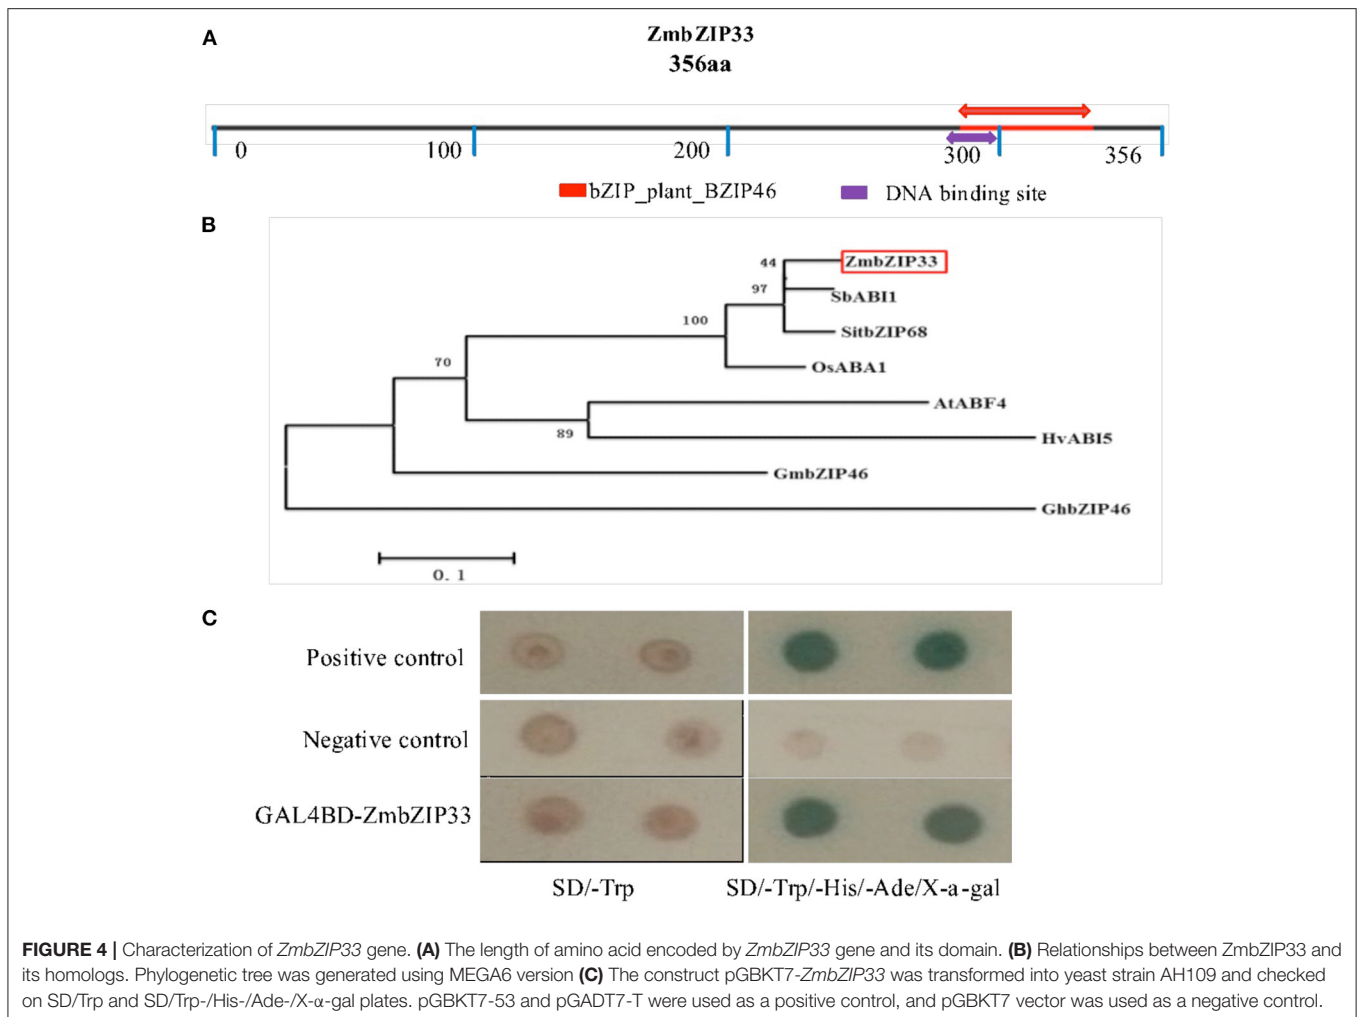 (A)
ZmbZIP33
356aa
0 100 200 300 356
bZIP_plant_BZIP46 DNA binding site
(B)
44 ZmbZIP33
97 SbABI1
SitbZIP68
100
OsABA1
70
AtABF4
89
HvABI5
GmbZIP46
GhbZIP46
0.1
(C)
Positive control
Negative control
GAL4BD-ZmbZIP33
SD/-Trp SD/-Trp/-His/-Ade/X-a-gal
FIGURE 4 | Characterization of ZmbZIP33 gene. (A) The length of amino acid encoded by ZmbZIP33 gene and its domain. (B) Relationships between ZmbZIP33 and
its homologs. Phylogenetic tree was generated using MEGA6 version (C) The construct pGBKT7-ZmbZIP33 was transformed into yeast strain AH109 and checked
on SD/Trp and SD/Trp-/His-/Ade-/X-α-gal plates. pGBKT7-53 and pGADT7-T were used as a positive control, and pGBKT7 vector was used as a negative control.